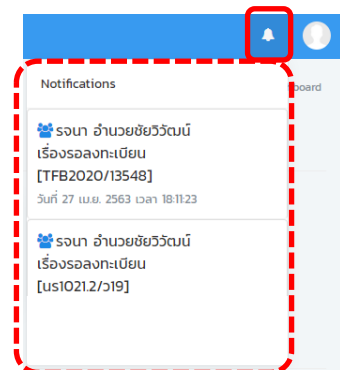 Notifications
board
รจนา อำนวยชัยวิวัฒน์
เรื่องรอลงทะเบียน
[TFB2020/13548]
วันที่ 27 เม.ย. 2563 เวลา 18:11:23
รจนา อำนวยชัยวิวัฒน์
เรื่องรอลงทะเบียน
[นร1021.2/ว19]